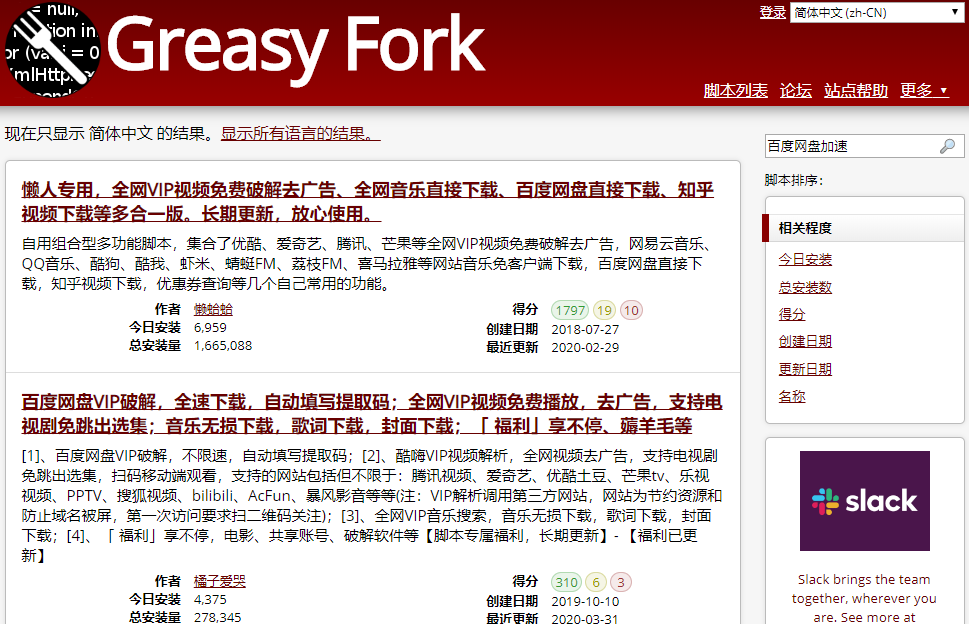 = null,
tion in
or (va i = 0
XmlHttp
Greasy Fork
登录 简体中文 (zh-CN)
脚本列表 论坛 站点帮助 更多
现在只显示 简体中文 的结果。显示所有语言的结果。
百度网盘加速
脚本排序：
相关程度
今日安装
总安装数
得分
创建日期
更新日期
名称
懒人专用，全网VIP视频免费破解去广告、全网音乐直接下载、百度网盘直接下载、知乎
视频下载等多合一版。长期更新，放心使用。
自用组合型多功能脚本，集合了优酷、爱奇艺、腾讯、芒果等全网VIP视频免费破解去广告，网易云音乐、
QQ音乐、酷狗、酷我、虾米、蜻蜓FM、荔枝FM、喜马拉雅等网站音乐免客户端下载，百度网盘直接下
载，知乎视频下载，优惠券查询等几个自己常用的功能。
作者 懒蛤蛤 得分 1797 19 10
今日安装 6,959 创建日期 2018-07-27
总安装量 1,665,088 最近更新 2020-02-29
百度网盘VIP破解，全速下载，自动填写提取码；全网VIP视频免费播放，去广告，支持电
视剧免跳出选集；音乐无损下载，歌词下载，封面下载；「 福利」享不停、薅羊毛等
[1]、百度网盘VIP破解，不限速，自动填写提取码；[2]、酷嗨VIP视频解析，全网视频去广告，支持电视剧
免跳出选集，扫码移动端观看，支持的网站包括但不限于：腾讯视频、爱奇艺、优酷土豆、芒果tv、乐视
视频、PPTV、搜狐视频、bilibili、AcFun、暴风影音等等(注：VIP解析调用第三方网站，网站为节约资源和
防止域名被屏，第一次访问要求扫二维码关注)；[3]、全网VIP音乐搜索，音乐无损下载，歌词下载，封面
下载；[4]、「 福利」享不停，电影、共享账号、破解软件等【脚本专属福利，长期更新】-【福利已更
新】
作者 橘子爱哭 得分 310 6 3
今日安装 4,375 创建日期 2019-10-10
总安装量 278,345 最近更新 2020-03-31
slack
Slack brings the team
together, wherever you
are. See more at